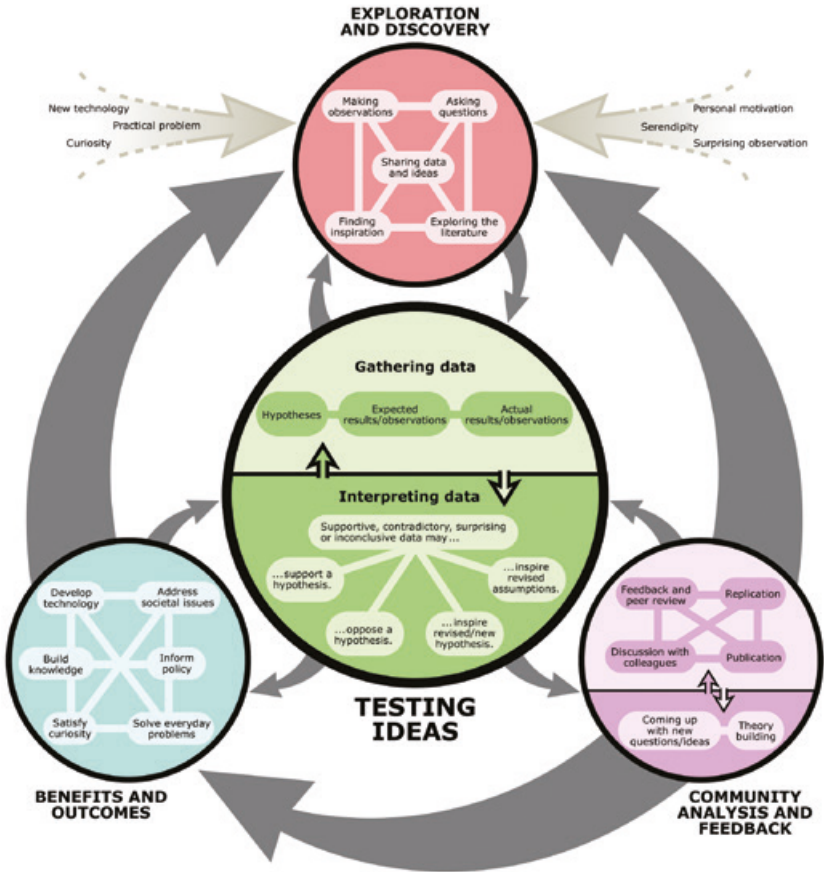 EXPLORATION
AND DISCOVERY
New technology
Practical problem
Curiosity
Personal motivation
Serendipity
Surprising observation
Making
observations
Asking
questions
Sharing data
and ideas
Finding
inspiration
Exploring the
literature
Gathering data
Hypotheses
Expected
results/observations
Actual
results/observations
Interpreting data
Supportive, contradictory, surprising
or inconclusive data may ...
...support a
hypothesis.
...inspire
revised
assumptions.
...oppose a
hypothesis.
...inspire
revised/new
hypothesis.
TESTING
IDEAS
Develop
technology
Address
societal issues
Build
knowledge
Inform
policy
Satisfy
curiosity
Solve everyday
problems
BENEFITS AND
OUTCOMES
Feedback and
peer review
Replication
Discussion with
colleagues
Publication
Coming up
with new
questions/ideas
Theory
building
COMMUNITY
ANALYSIS AND
FEEDBACK